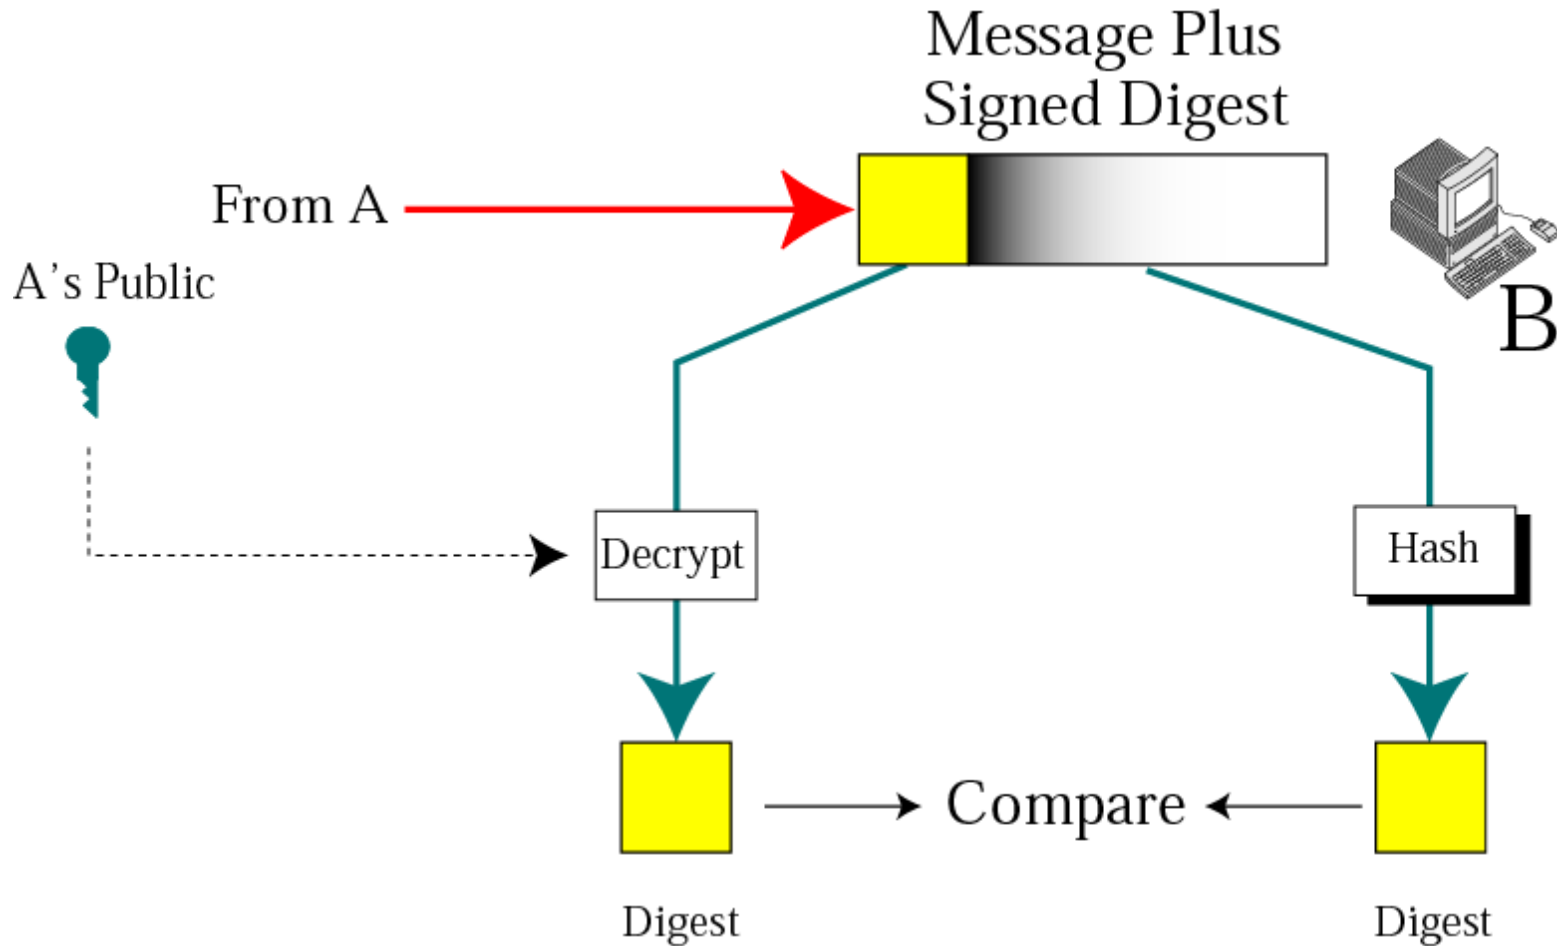 Message Plus
Signed Digest
From A
A's Public
B
Decrypt
Hash
Compare
Digest
Digest